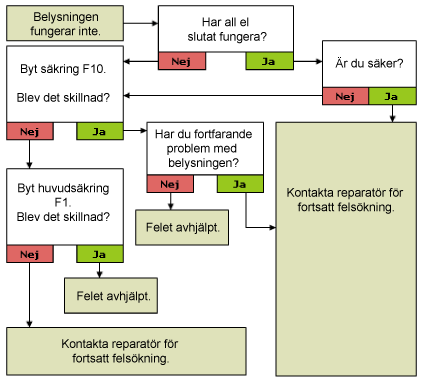 Belysningen
fungerar inte.
Har all el
slutat fungera?
Nej
Ja
Är du säker?
Nej
Ja
Byt säkring F10.
Blev det skillnad?
Nej
Ja
Har du fortfarande
problem med
belysningen?
Nej
Ja
Kontakta reparatör för
fortsatt felsökning.
Byt huvudsäkring
F1.
Blev det skillnad?
Nej
Ja
Felet avhjälpt.
Felet avhjälpt.
Kontakta reparatör för
fortsatt felsökning.